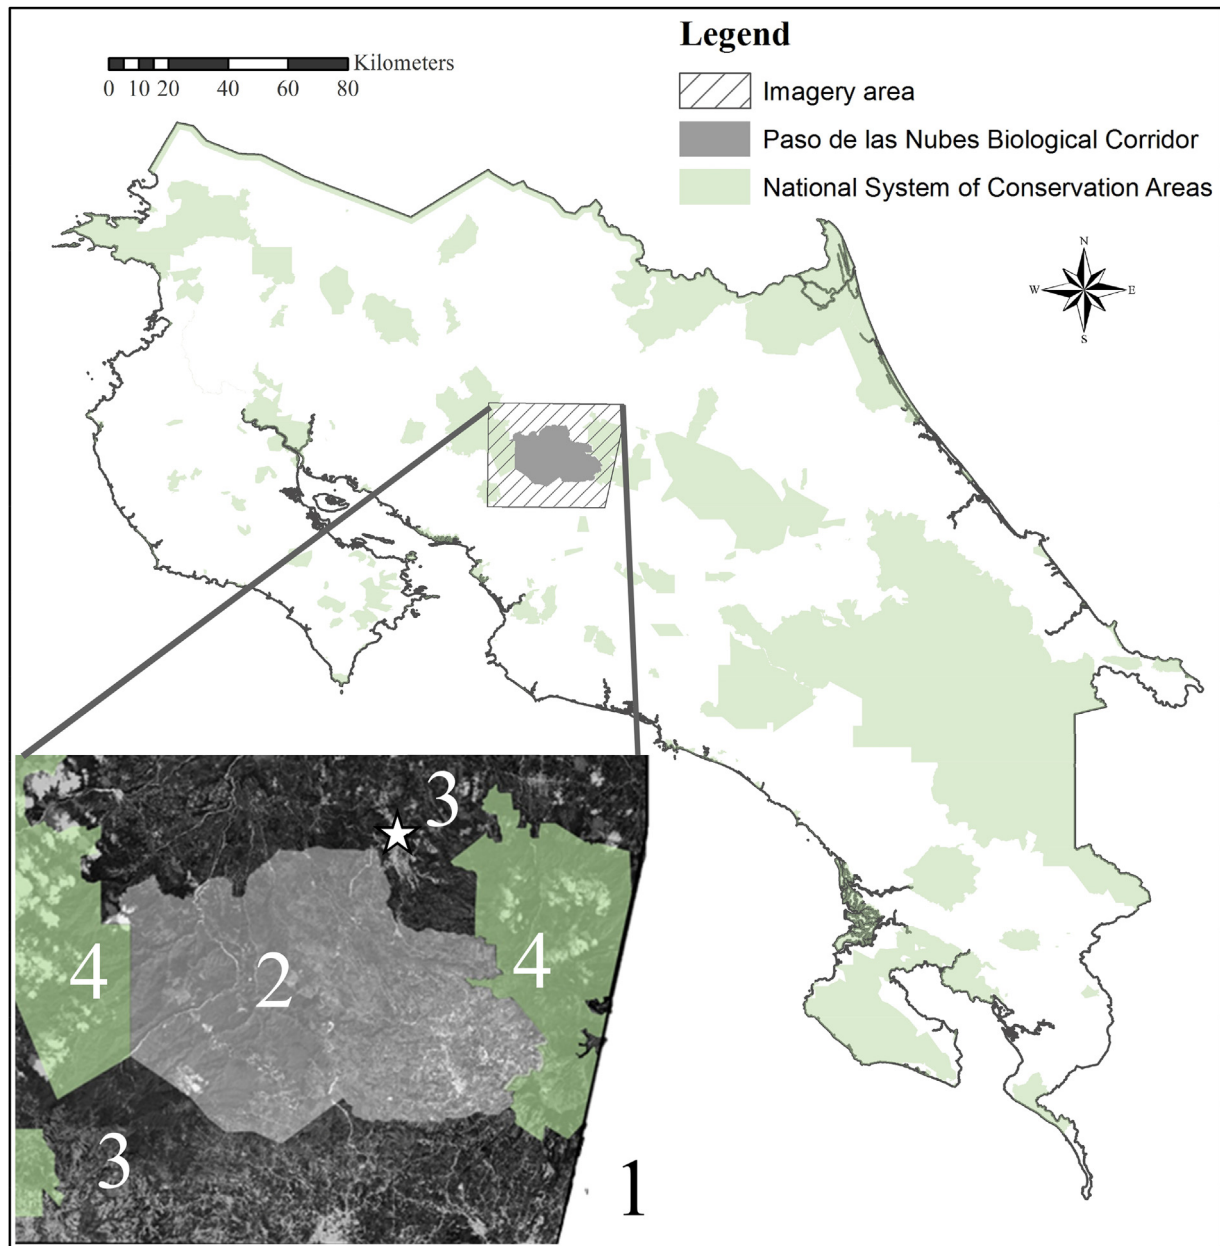 Legend
Kilometers
0 10 20 40 60 80
Imagery area
Paso de las Nubes Biological Corridor
National System of Conservation Areas
N
W E
S
3
4
2
4
3
1